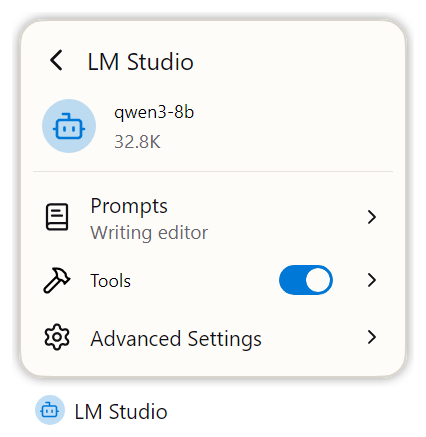 LM Studio
qwen3-8b
32.8K
Prompts
Writing editor
Tools
Advanced Settings
LM Studio